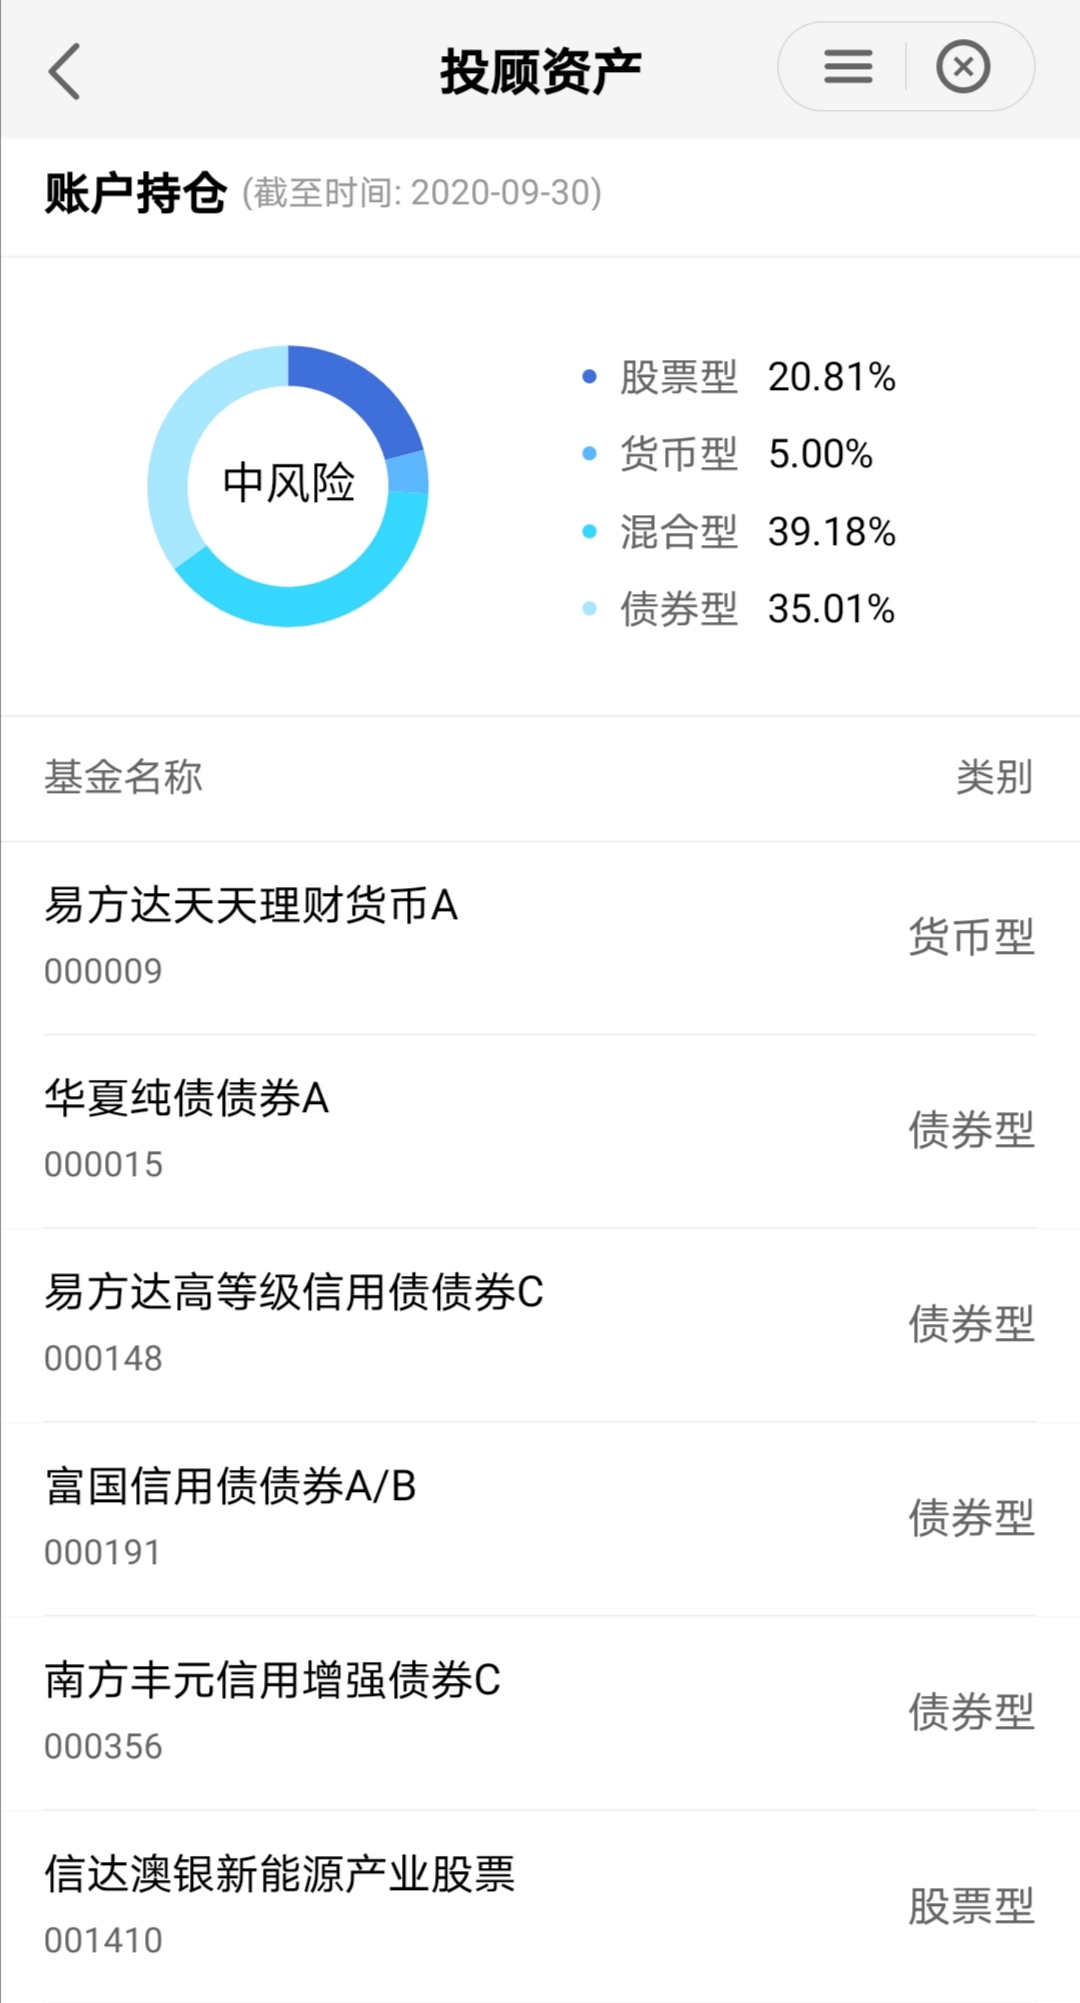 投顾资产
账户持仓 (截至时间: 2020-09-30)
中风险
股票型 20.81%
货币型 5.00%
混合型 39.18%
债券型 35.01%
基金名称 类别
易方达天天理财货币A
000009
货币型
华夏纯债债券A
000015
债券型
易方达高等级信用债债券C
000148
债券型
富国信用债债券A/B
000191
债券型
南方丰元信用增强债券C
000356
债券型
信达澳银新能源产业股票
001410
股票型